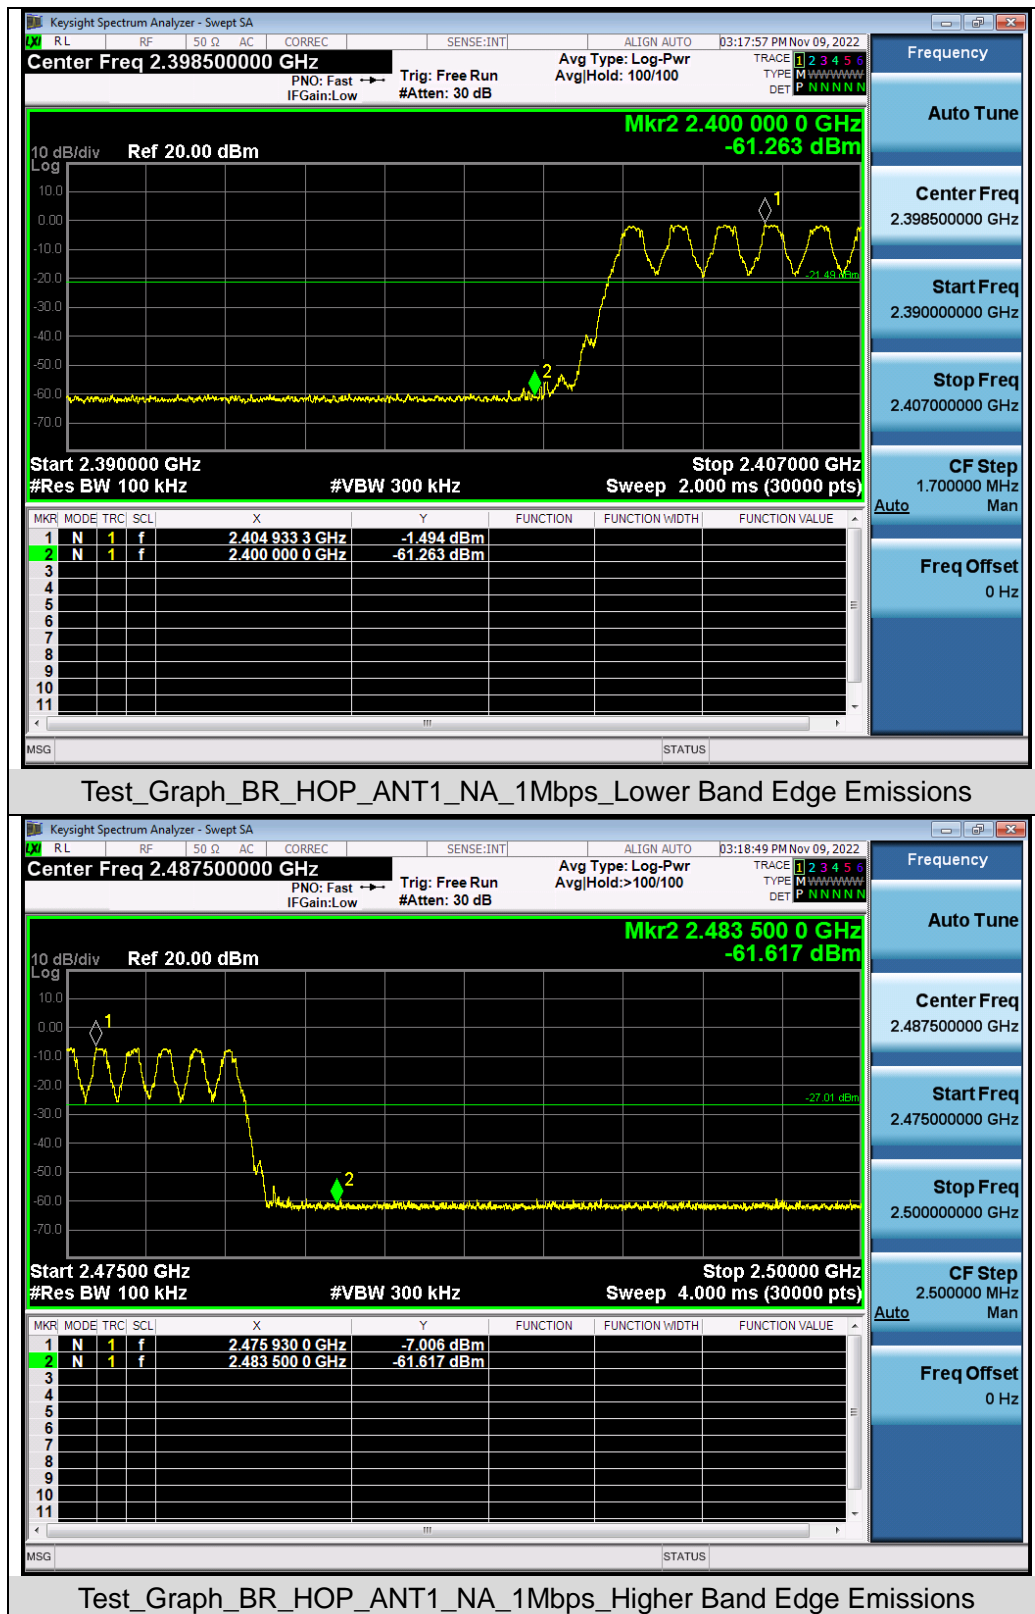 Keysight Spectrum Analyzer - Swept SA
LXI RL RF 50 Ω AC CORREC SENSE:INT ALIGN AUTO 03:17:57 PM Nov 09, 2022
Center Freq 2.398500000 GHz
PNO: Fast
IFGain:Low
Trig: Free Run
#Atten: 30 dB
Avg Type: Log-Pwr
Avg|Hold: 100/100
TRACE 1 2 3 4 5 6
TYPE M W W W W W
DET P N N N N N
Mkr2 2.400 000 0 GHz
-61.263 dBm
10 dB/div Ref 20.00 dBm
Log
10.0
0.00
-10.0
-20.0
-30.0
-40.0
-50.0
-60.0
-70.0
1
2
-21.49 dBm
Start 2.390000 GHz Stop 2.407000 GHz
#Res BW 100 kHz #VBW 300 kHz Sweep 2.000 ms (30000 pts)
MKR MODE TRC SCL X Y FUNCTION FUNCTION WIDTH FUNCTION VALUE
1 N 1 f 2.404 933 3 GHz -1.494 dBm
2 N 1 f 2.400 000 0 GHz -61.263 dBm
3
4
5
6
7
8
9
10
11
MSG STATUS
Frequency
Auto Tune
Center Freq
2.398500000 GHz
Start Freq
2.390000000 GHz
Stop Freq
2.407000000 GHz
CF Step
1.700000 MHz
Auto Man
Freq Offset
0 Hz
Test_Graph_BR_HOP_ANT1_NA_1Mbps_Lower Band Edge Emissions
Keysight Spectrum Analyzer - Swept SA
LXI RL RF 50 Ω AC CORREC SENSE:INT ALIGN AUTO 03:18:49 PM Nov 09, 2022
Center Freq 2.487500000 GHz
PNO: Fast
IFGain:Low
Trig: Free Run
#Atten: 30 dB
Avg Type: Log-Pwr
Avg|Hold:>100/100
TRACE 1 2 3 4 5 6
TYPE M W W W W W
DET P N N N N N
Mkr2 2.483 500 0 GHz
-61.617 dBm
10 dB/div Ref 20.00 dBm
Log
10.0
0.00
-10.0
-20.0
-30.0
-40.0
-50.0
-60.0
-70.0
1
2
-27.01 dBm
Start 2.47500 GHz Stop 2.50000 GHz
#Res BW 100 kHz #VBW 300 kHz Sweep 4.000 ms (30000 pts)
MKR MODE TRC SCL X Y FUNCTION FUNCTION WIDTH FUNCTION VALUE
1 N 1 f 2.475 930 0 GHz -7.006 dBm
2 N 1 f 2.483 500 0 GHz -61.617 dBm
3
4
5
6
7
8
9
10
11
MSG STATUS
Frequency
Auto Tune
Center Freq
2.487500000 GHz
Start Freq
2.475000000 GHz
Stop Freq
2.500000000 GHz
CF Step
2.500000 MHz
Auto Man
Freq Offset
0 Hz
Test_Graph_BR_HOP_ANT1_NA_1Mbps_Higher Band Edge Emissions